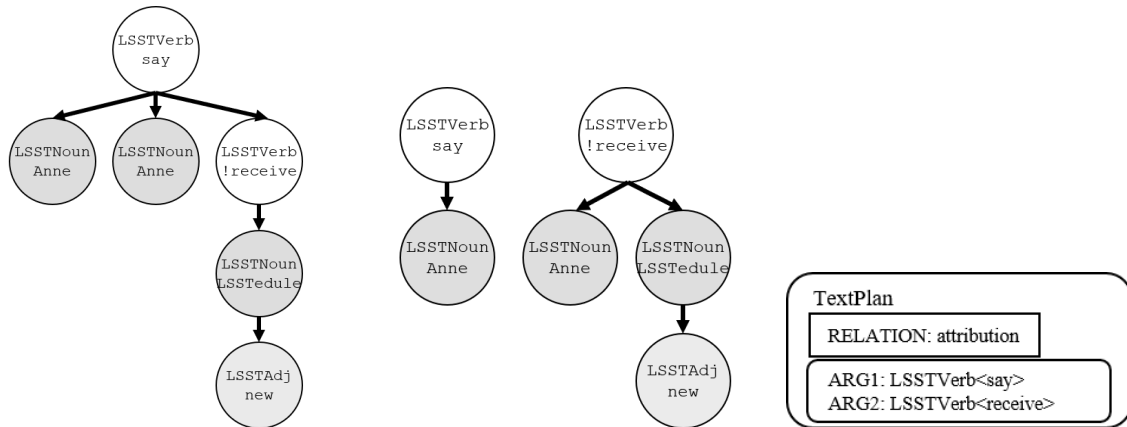 LSSTVerb
say
LSSTNoun
Anne
LSSTNoun
Anne
LSSTVerb
!receive
LSSTNoun
LSSTedule
LSSTAdj
new
LSSTVerb
say
LSSTNoun
Anne
LSSTVerb
!receive
LSSTNoun
Anne
LSSTNoun
LSSTedule
LSSTAdj
new
TextPlan
RELATION: attribution
ARG1: LSSTVerb<say>
ARG2: LSSTVerb<receive>